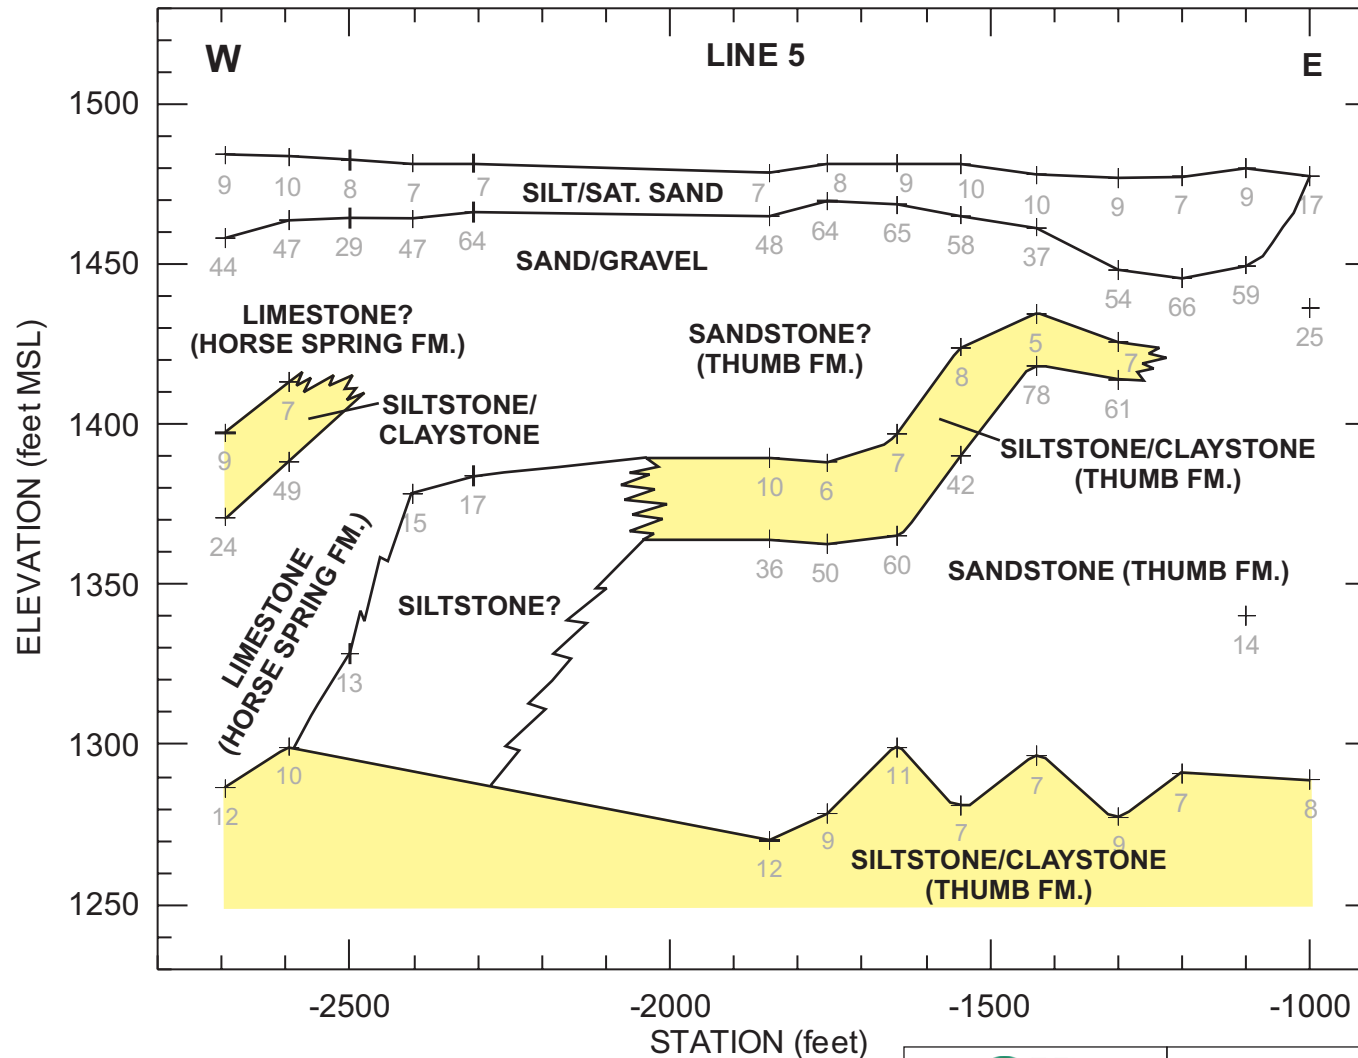 W LINE 5 E
1500
9 10 8 7 7 7 8 9 10 10 9 7 9 17
SILT/SAT. SAND
44 47 29 47 64 48 64 65 58 37 54 66 59 25
1450
SAND/GRAVEL
LIMESTONE?
(HORSE SPRING FM.)
SANDSTONE?
(THUMB FM.)
7 8 5 7
SILTSTONE/
CLAYSTONE
78 61
1400
9 49 24
15 17 10 6 7 42
SILTSTONE/CLAYSTONE
(THUMB FM.)
36 50 60
1350
LIMESTONE
(HORSE SPRING FM.)
SILTSTONE?
SANDSTONE (THUMB FM.)
13 14
1300
12 10 12 9 11 7 7 9 7 8
SILTSTONE/CLAYSTONE
(THUMB FM.)
1250
ELEVATION (feet MSL)
-2500 -2000 -1500 -1000
STATION (feet)